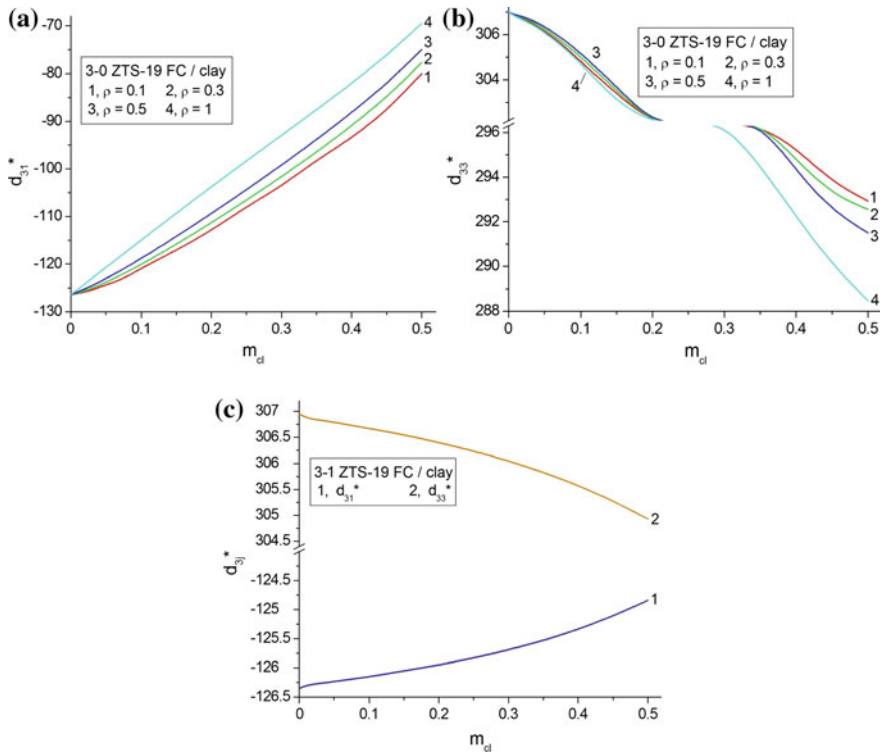 (a)
-70
-80
-90
-100
-110
-120
-130
d31*
3-0 ZTS-19 FC / clay
1, ρ = 0.1 2, ρ = 0.3
3, ρ = 0.5 4, ρ = 1
4
3
2
1
0 0.1 0.2 0.3 0.4 0.5
mcl
(b)
306
304
296
294
292
290
288
d33*
3-0 ZTS-19 FC / clay
1, ρ = 0.1 2, ρ = 0.3
3, ρ = 0.5 4, ρ = 1
3
4
1
2
3
4
0 0.1 0.2 0.3 0.4 0.5
mcl
(c)
307
306.5
306
305.5
305
304.5
-124.5
-125
-125.5
-126
-126.5
d3j*
3-1 ZTS-19 FC / clay
1, d31* 2, d33*
2
1
0 0.1 0.2 0.3 0.4 0.5
mcl